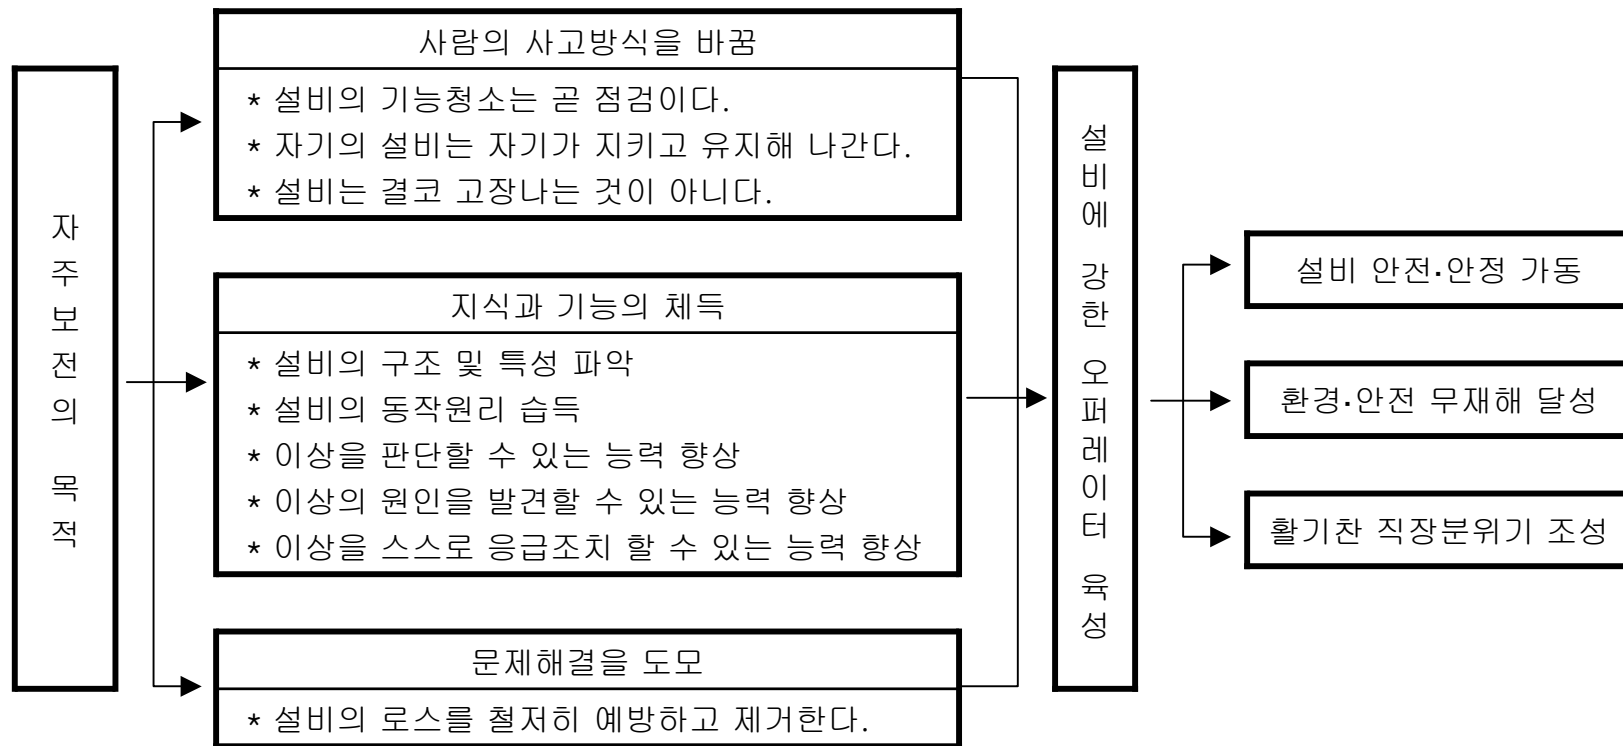 자주보전의 목적
사람의 사고방식을 바꿈
* 설비의 기능청소는 곧 점검이다.
* 자기의 설비는 자기가 지키고 유지해 나간다.
* 설비는 결코 고장나는 것이 아니다.
지식과 기능의 체득
* 설비의 구조 및 특성 파악
* 설비의 동작원리 습득
* 이상을 판단할 수 있는 능력 향상
* 이상의 원인을 발견할 수 있는 능력 향상
* 이상을 스스로 응급조치 할 수 있는 능력 향상
문제해결을 도모
* 설비의 로스를 철저히 예방하고 제거한다.
설비에 강한 오퍼레이터 육성
설비 안전·안정 가동
환경·안전 무재해 달성
활기찬 직장분위기 조성